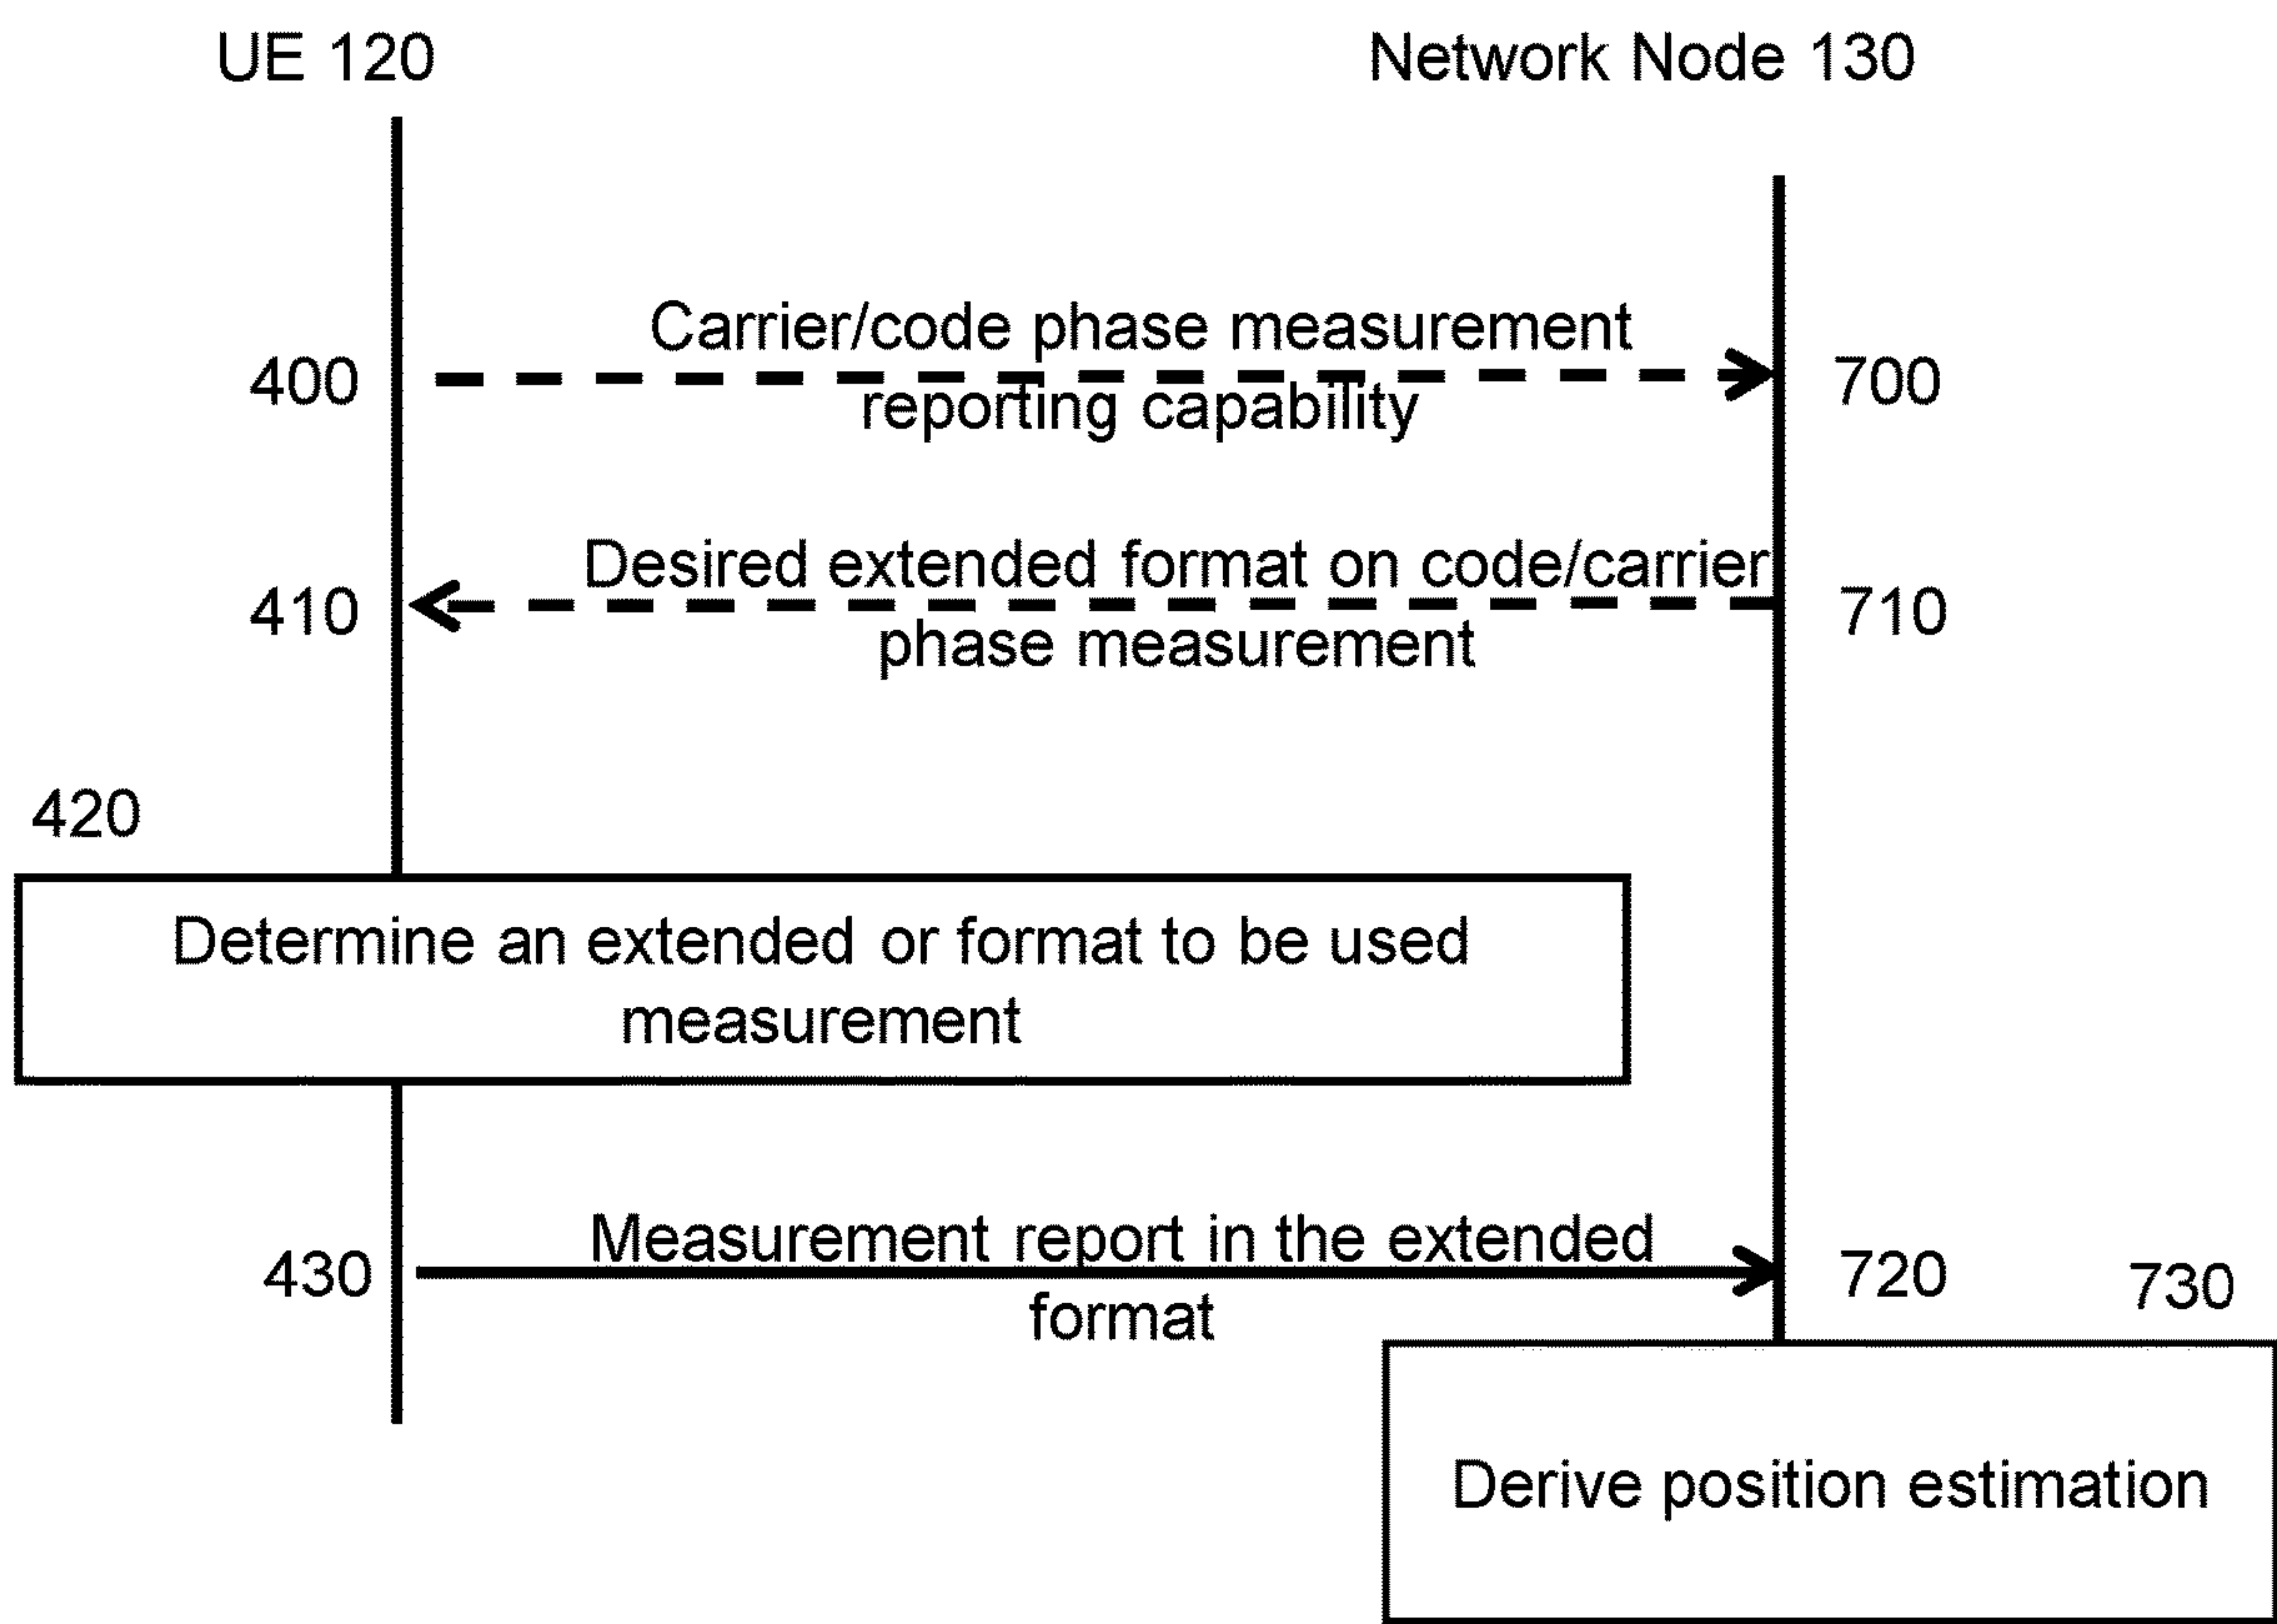 UE 120
Network Node 130
Carrier/code phase measurement
400
700
reporting capability
Desired extended format on code/carrier
410
710
phase measurement
420
Determine an extended or format to be used
measurement
Measurement report in the extended
430
720
730
format
Derive position estimation